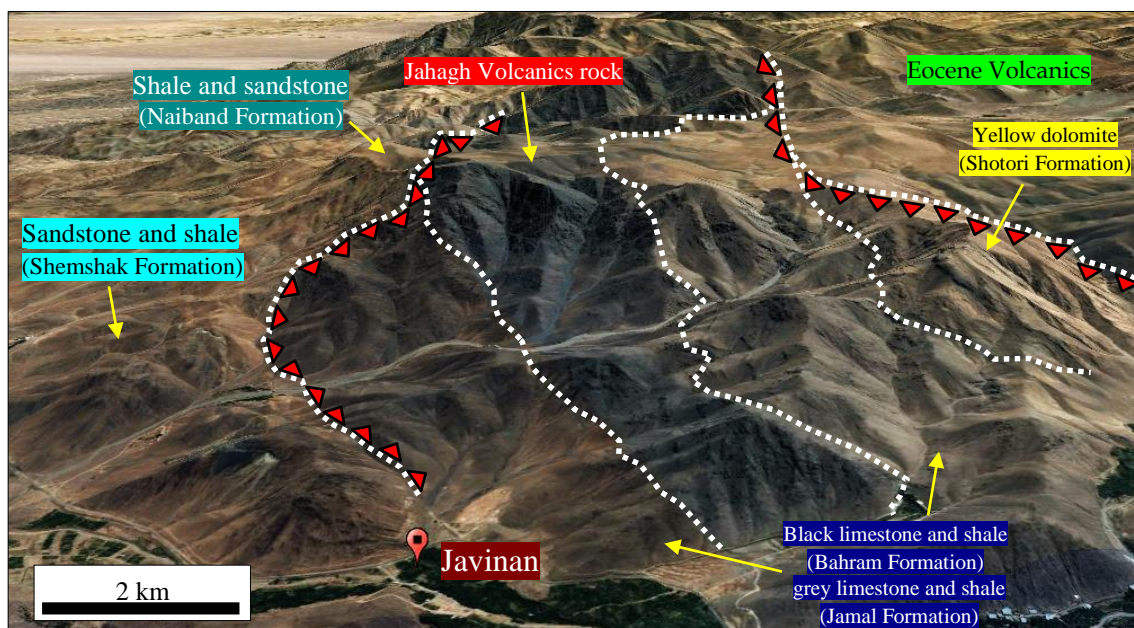 Jahagh Volcanics rock
Eocene Volcanics
Shale and sandstone
(Naiband Formation)
Yellow dolomite
(Shotori Formation)
Sandstone and shale
(Shemshak Formation)
Black limestone and shale
(Bahram Formation)
grey limestone and shale
(Jamal Formation)
Javinan
2 km